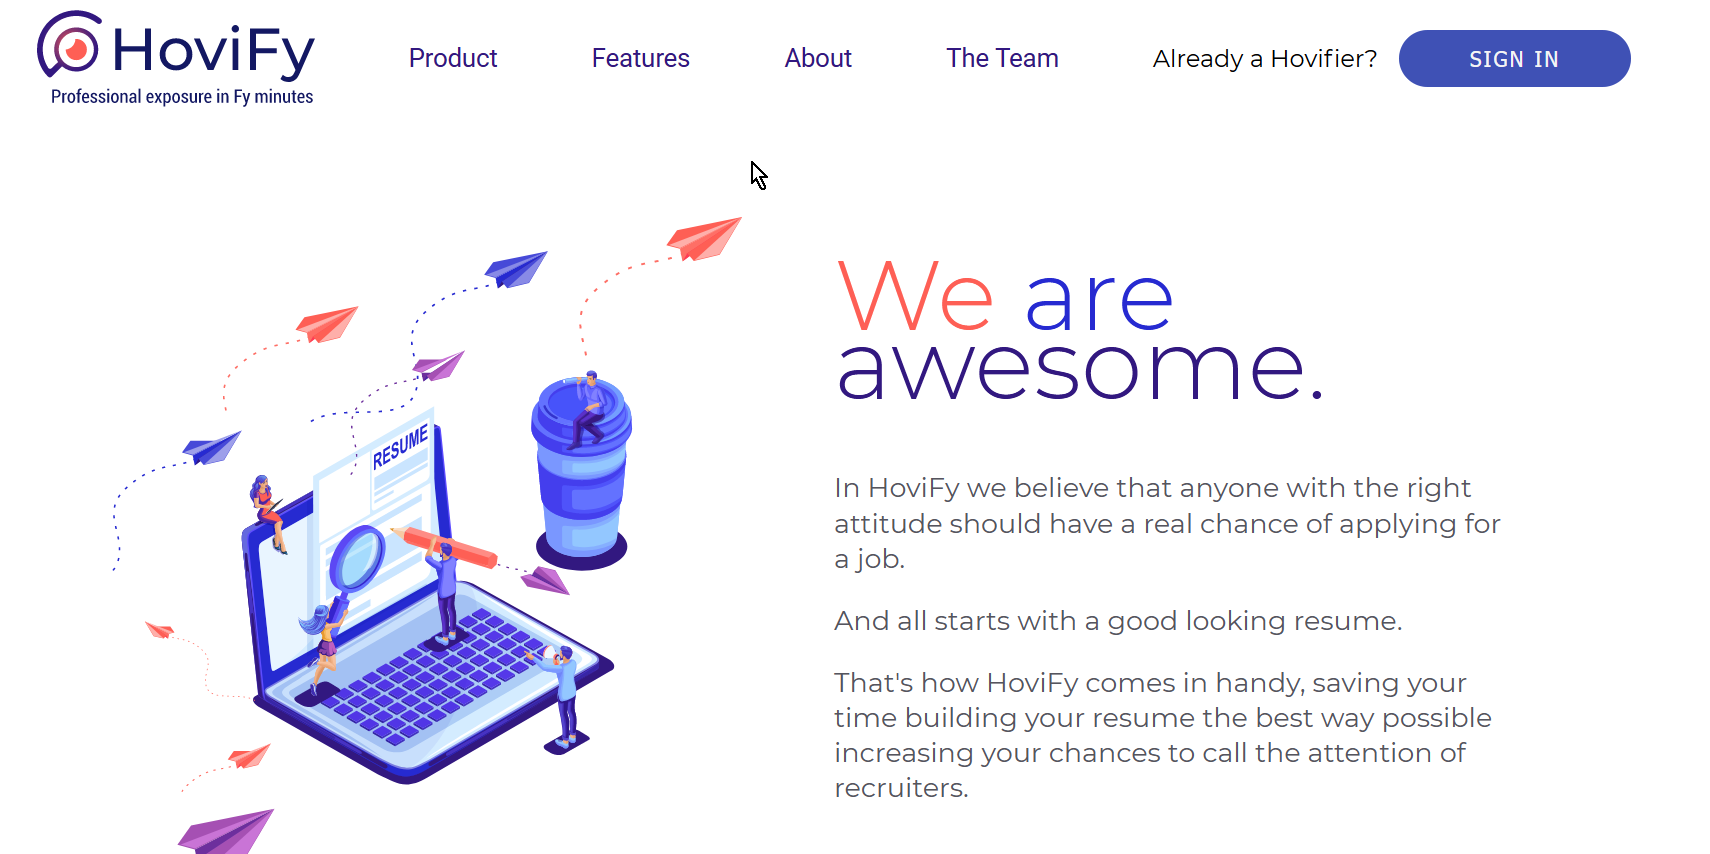 HoviFy
Professional exposure in Fy minutes
Product
Features
About
The Team
Already a Hovifier?
SIGN IN
RESUME
We are
awesome.
In HoviFy we believe that anyone with the right
attitude should have a real chance of applying for
a job.
And all starts with a good looking resume.
That's how HoviFy comes in handy, saving your
time building your resume the best way possible
increasing your chances to call the attention of
recruiters.